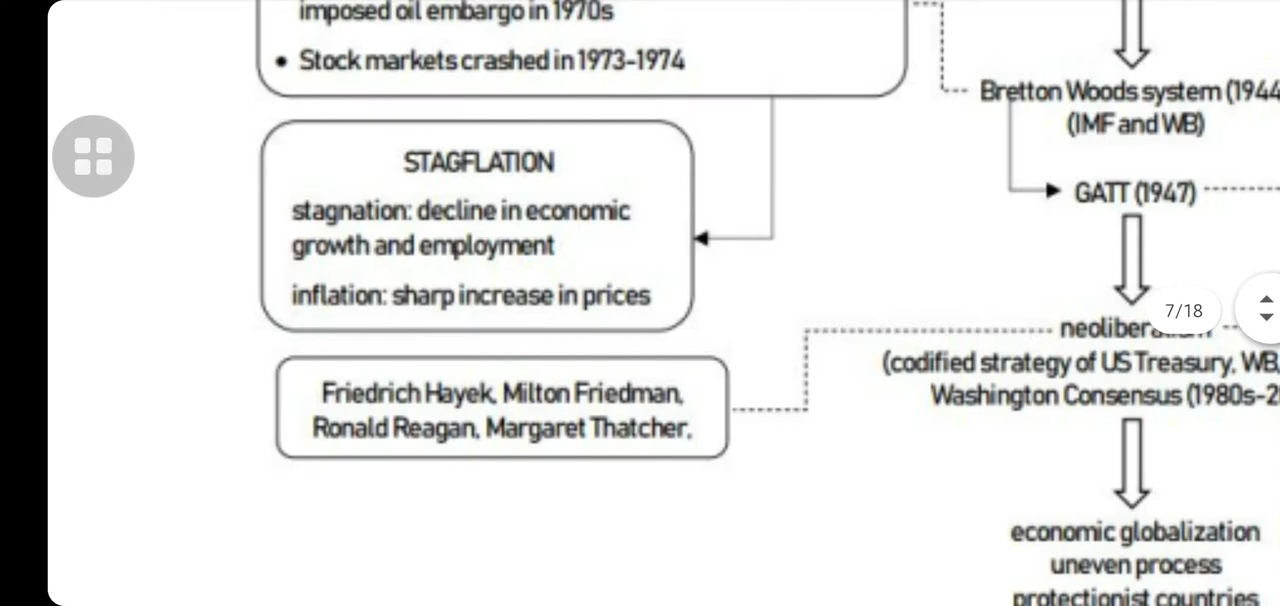 imposed oil embargo in 1970s
• Stock markets crashed in 1973-1974
STAGFLATION
stagnation: decline in economic
growth and employment
inflation: sharp increase in prices
Friedrich Hayek, Milton Friedman,
Ronald Reagan, Margaret Thatcher,
Bretton Woods system (1944
(IMF and WB)
GATT (1947)
7/18
(codified strategy of US Treasury, WB,
Washington Consensus (1980s-2
economic globalization
uneven process
protectionist countries